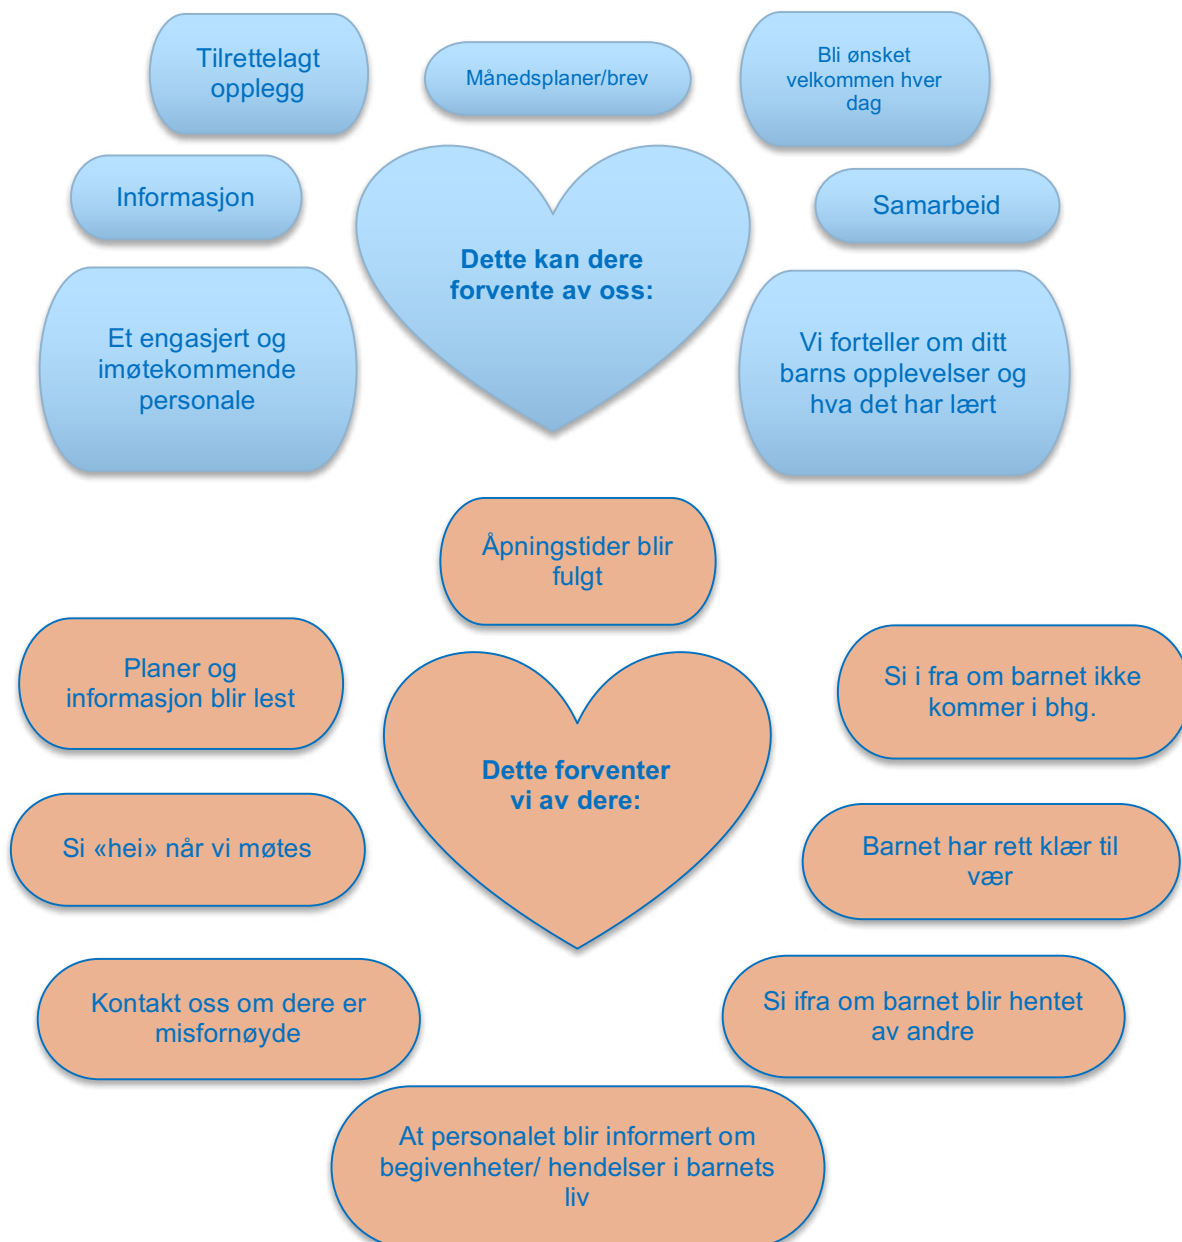 Tilrettelagt
opplegg
Månedsplaner/brev
Bli ønsket
velkommen hver
dag
Informasjon
Samarbeid
Dette kan dere
forvente av oss:
Et engasjert og
imøtekommende
personale
Vi forteller om ditt
barns opplevelser og
hva det har lært
Åpningstider blir
fulgt
Planer og
informasjon blir lest
Si i fra om barnet ikke
kommer i bhg.
Dette forventer
vi av dere:
Si «hei» når vi møtes
Barnet har rett klær til
vær
Kontakt oss om dere er
misfornøyde
Si ifra om barnet blir hentet
av andre
At personalet blir informert om
begivenheter/ hendelser i barnets
liv